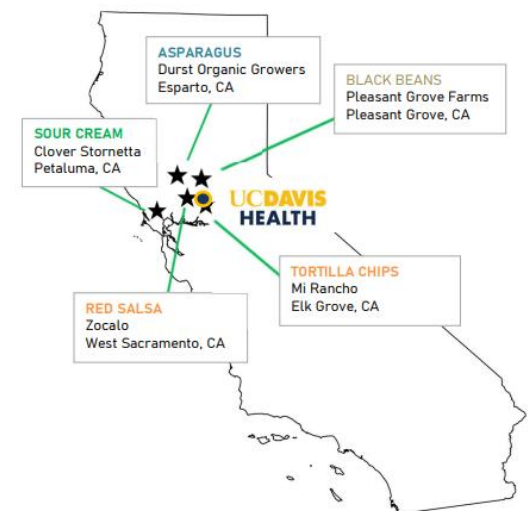 ASPARAGUS
Durst Organic Growers
Esparto, CA
BLACK BEANS
Pleasant Grove Farms
Pleasant Grove, CA
SOUR CREAM
Clover Stornetta
Petaluma, CA
UCDAVIS
HEALTH
TORTILLA CHIPS
Mi Rancho
Elk Grove, CA
RED SALSA
Zocalo
West Sacramento, CA